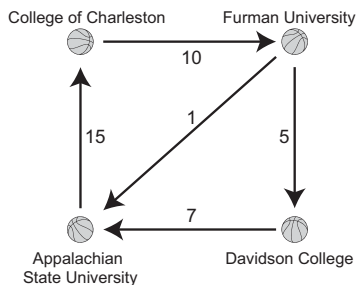 College of Charleston
Furman University
10
1
15
5
7
Appalachian
State University
Davidson College